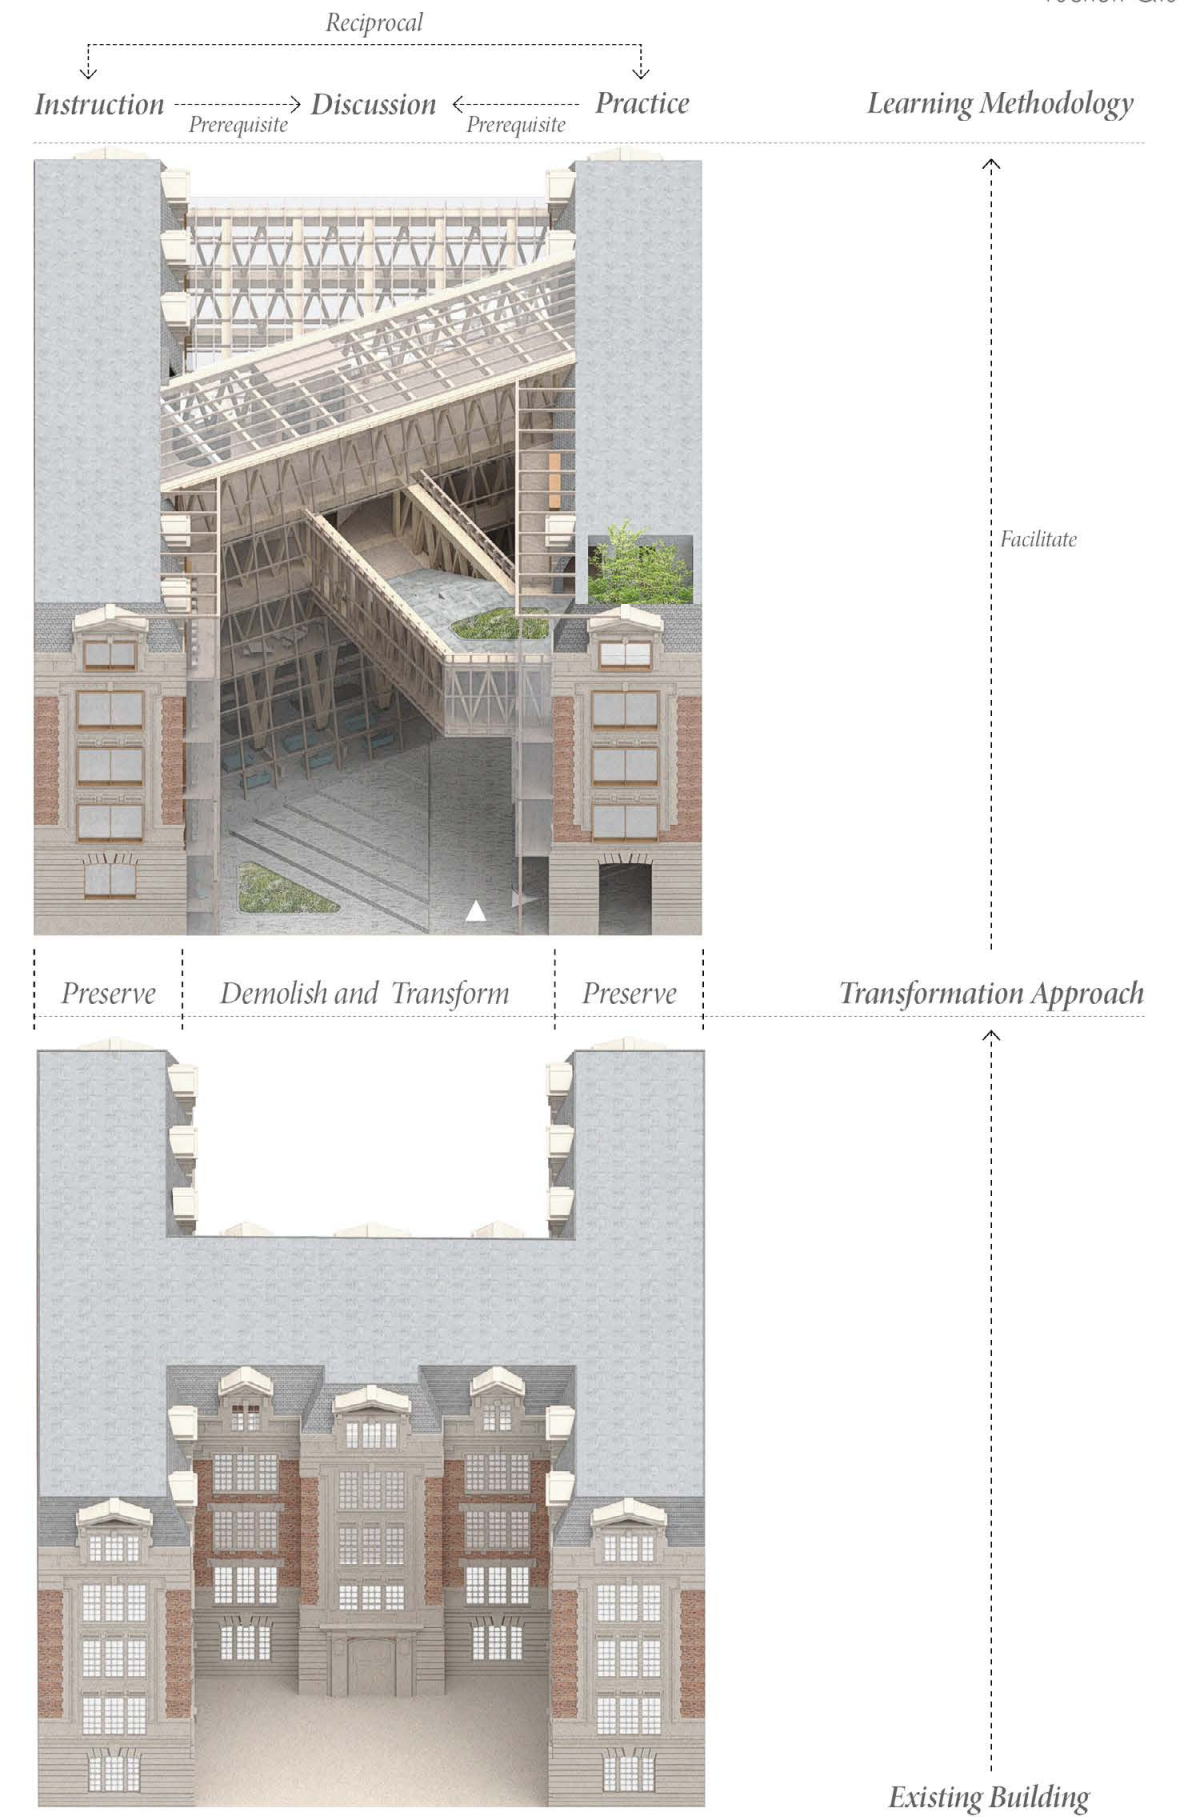 Reciprocal
Instruction Discussion Practice Learning Methodology
Prerequisite Prerequisite
Facilitate
Preserve Demolish and Transform Preserve Transformation Approach
Existing Building